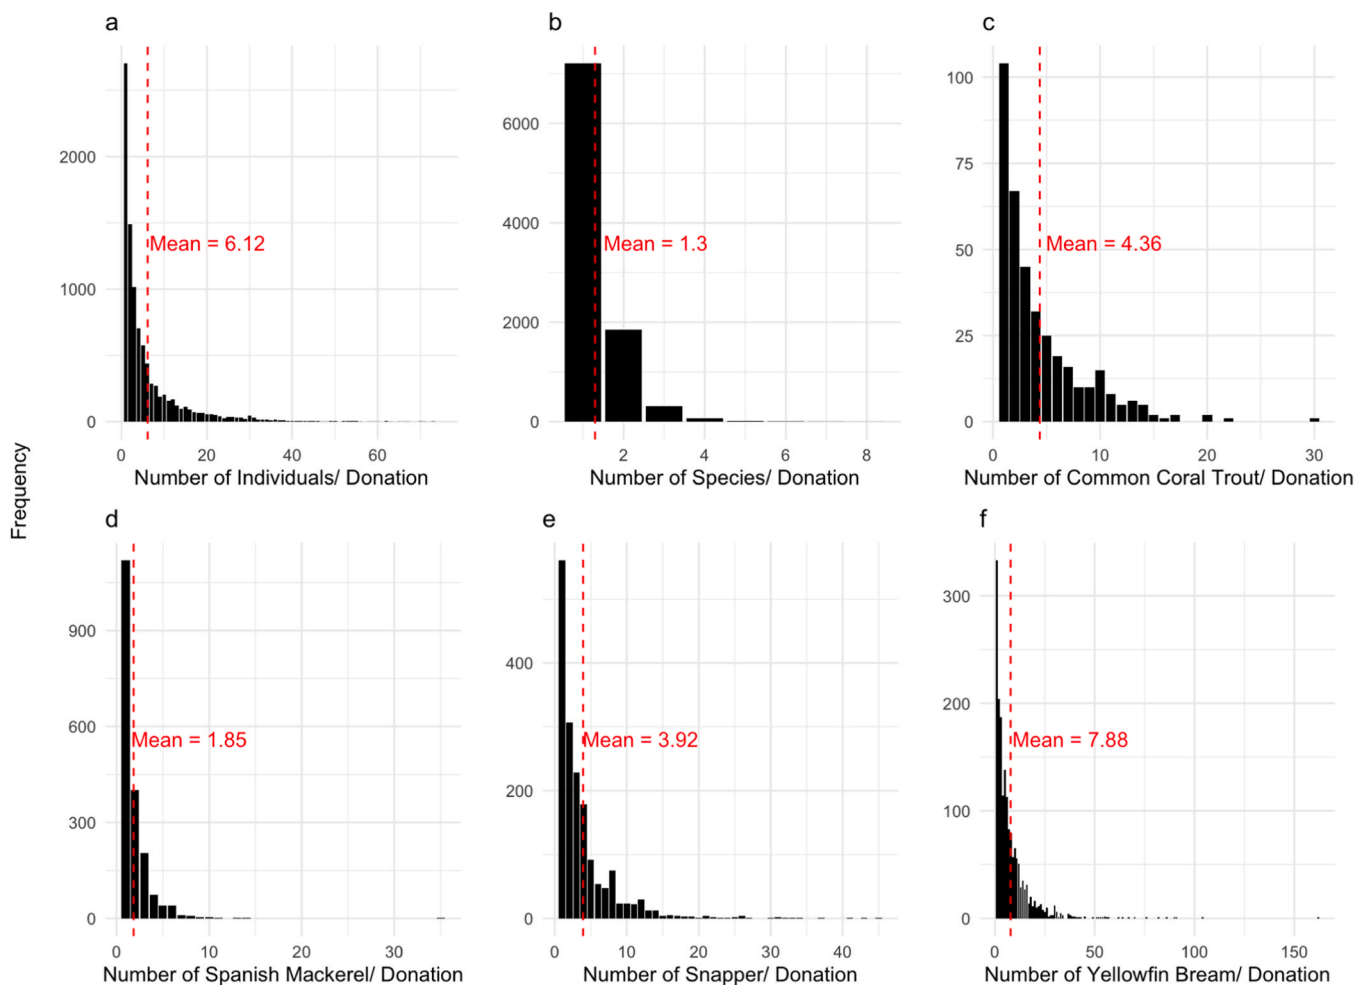 a
2000
1000
0
Mean = 6.12
0 20 40 60
Number of Individuals/ Donation
b
6000
4000
2000
0
Mean = 1.3
2 4 6 8
Number of Species/ Donation
c
100
75
50
25
0
Mean = 4.36
0 10 20 30
Number of Common Coral Trout/ Donation
Frequency
d
900
600
300
0
Mean = 1.85
0 10 20 30
Number of Spanish Mackerel/ Donation
e
400
200
0
Mean = 3.92
0 10 20 30 40
Number of Snapper/ Donation
f
300
200
100
0
Mean = 7.88
0 50 100 150
Number of Yellowfin Bream/ Donation